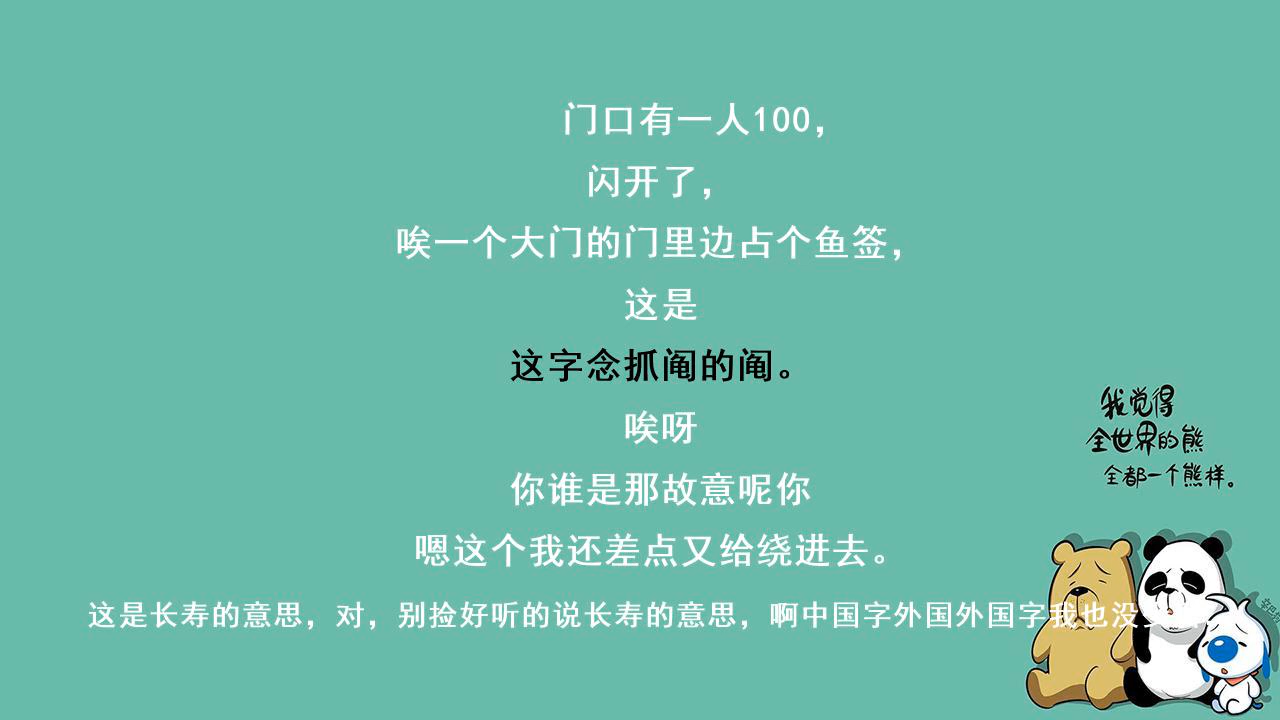 门口有一人100，
闪开了，
唉一个大门的门里边占个鱼签，
这是
这字念抓阄的阄。
唉呀
你谁是那故意呢你
嗯这个我还差点又给绕进去。
这是长寿的意思，对，别捡好听的说长寿的意思，啊中国字外国外国字我也没
我觉得
全世界的熊
全都一个熊样。